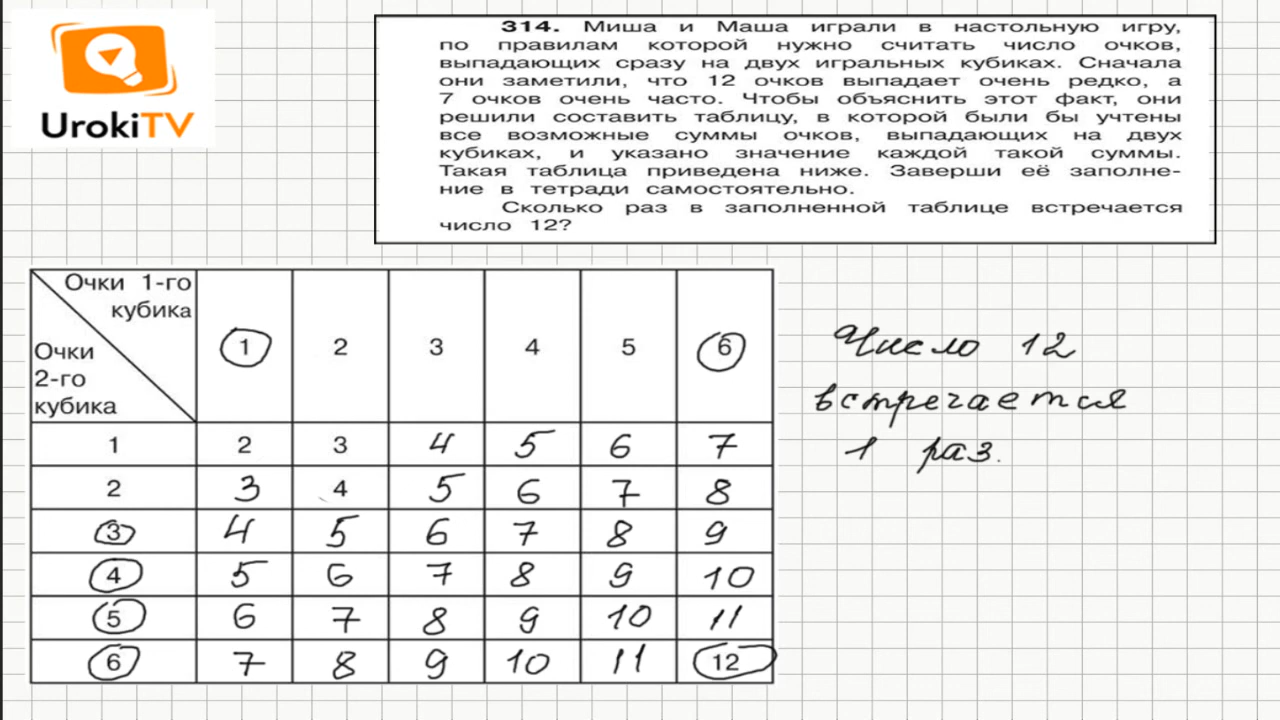 UrokiTV
314. Миша и Маша играли в настольную игру,
по правилам которой нужно считать число очков,
выпадающих сразу на двух игральных кубиках. Сначала
они заметили, что 12 очков выпадает очень редко, а
7 очков очень часто. Чтобы объяснить этот факт, они
решили составить таблицу, в которой были бы учтены
все возможные суммы очков, выпадающих на двух
кубиках, и указано значение каждой такой суммы.
Такая таблица приведена ниже. Заверши её заполне-
ние в тетради самостоятельно.
Сколько раз в заполненной таблице встречается
число 12?
Очки 1-го
кубика
Очки
2-го
кубика
1 2 3 4 5 6
1 2 3 4 5 6 7
2 3 4 5 6 7 8
3 4 5 6 7 8 9
4 5 6 7 8 9 10
5 6 7 8 9 10 11
6 7 8 9 10 11 12
Число 12
встречается
1 раз.